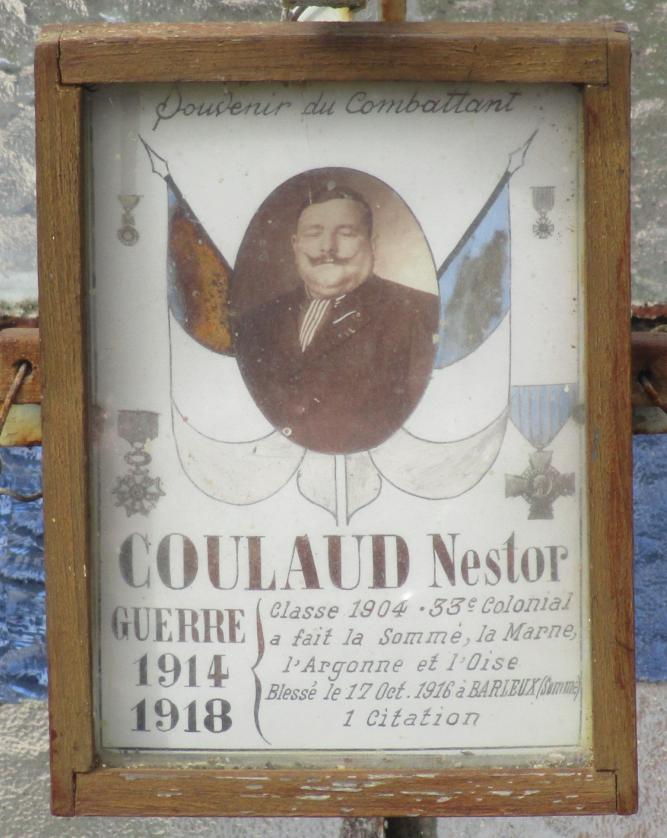 Souvenir du Combattant
COULAUD Nestor
GUERRE
1914
1918
Classe 1904 . 33e Colonial
a fait la Somme, la Marne,
l'Argonne et l'Oise
Blessé le 17 Oct. 1916 à BARLEUX (Somme)
1 Citation